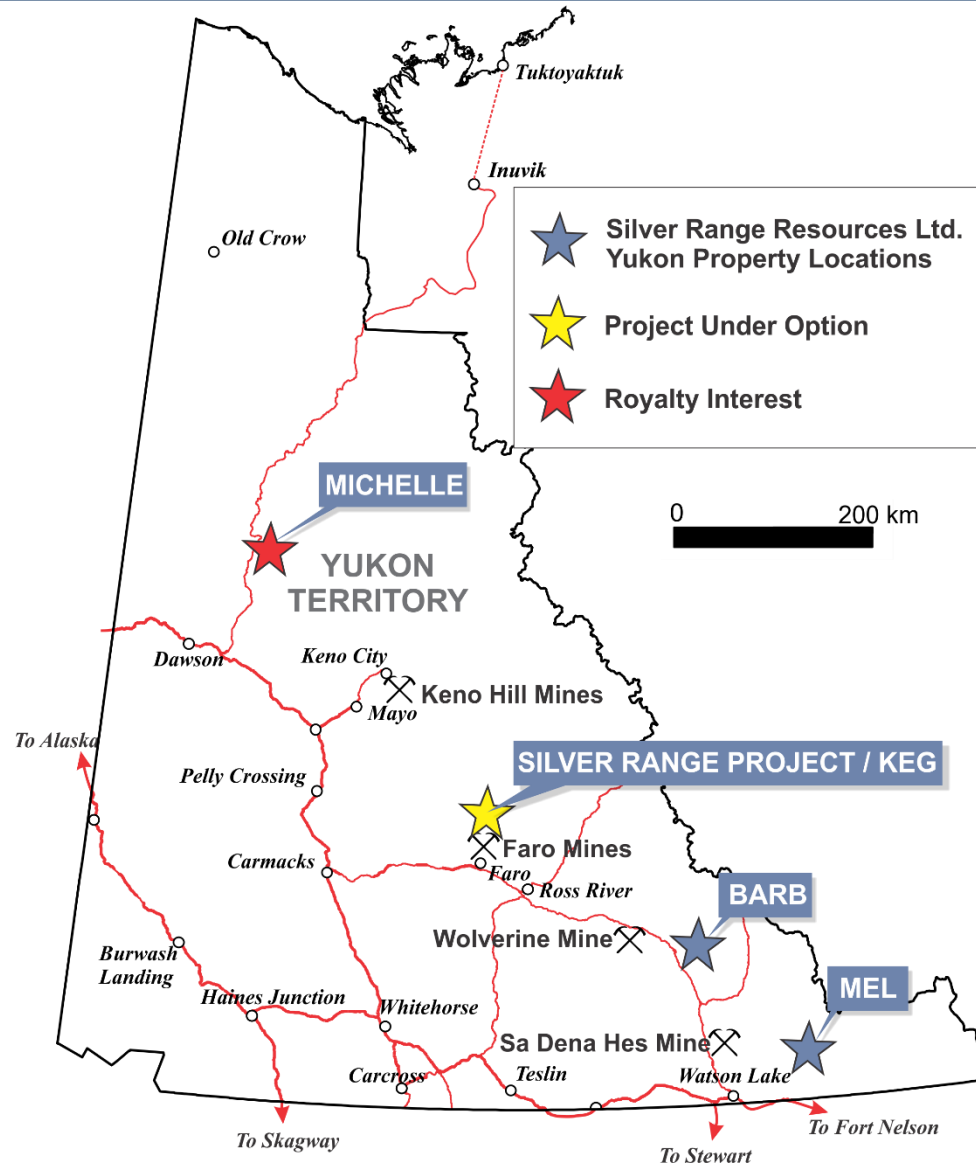 Tuktoyaktuk
Inuvik
Old Crow
Silver Range Resources Ltd.
Yukon Property Locations
Project Under Option
Royalty Interest
MICHELLE
0 200 km
YUKON
TERRITORY
Dawson
Keno City
Keno Hill Mines
Mayo
To Alaska
SILVER RANGE PROJECT / KEG
Pelly Crossing
Faro Mines
Carmacks
Faro
Ross River
BARB
Wolverine Mine
Burwash
Landing
MEL
Haines Junction
Whitehorse
Sa Dena Hes Mine
Carcross
Teslin
Watson Lake
To Skagway
To Fort Nelson
To Stewart